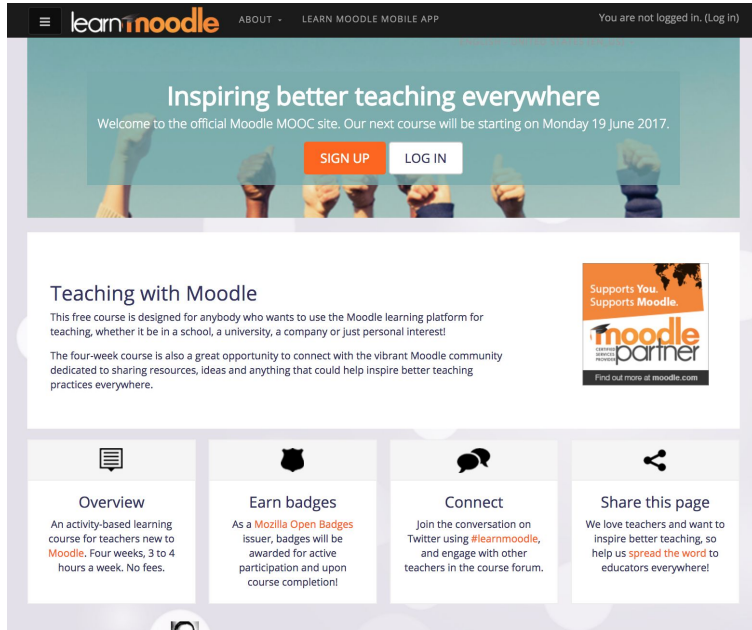 learn moodle
ABOUT
LEARN MOODLE MOBILE APP
You are not logged in. (Log in)
Inspiring better teaching everywhere
Welcome to the official Moodle MOOC site. Our next course will be starting on Monday 19 June 2017.
SIGN UP
LOG IN
Teaching with Moodle
This free course is designed for anybody who wants to use the Moodle learning platform for
teaching, whether it be in a school, a university, a company or just personal interest!
The four-week course is also a great opportunity to connect with the vibrant Moodle community
dedicated to sharing resources, ideas and anything that could help inspire better teaching
practices everywhere.
Supports You.
Supports Moodle.
moodle
CERTIFIED
SERVICES
PROVIDER
partner
Find out more at moodle.com
Overview
An activity-based learning
course for teachers new to
Moodle. Four weeks, 3 to 4
hours a week. No fees.
Earn badges
As a Mozilla Open Badges
issuer, badges will be
awarded for active
participation and upon
course completion!
Connect
Join the conversation on
Twitter using #learnmoodle,
and engage with other
teachers in the course forum.
Share this page
We love teachers and want to
inspire better teaching, so
help us spread the word to
educators everywhere!